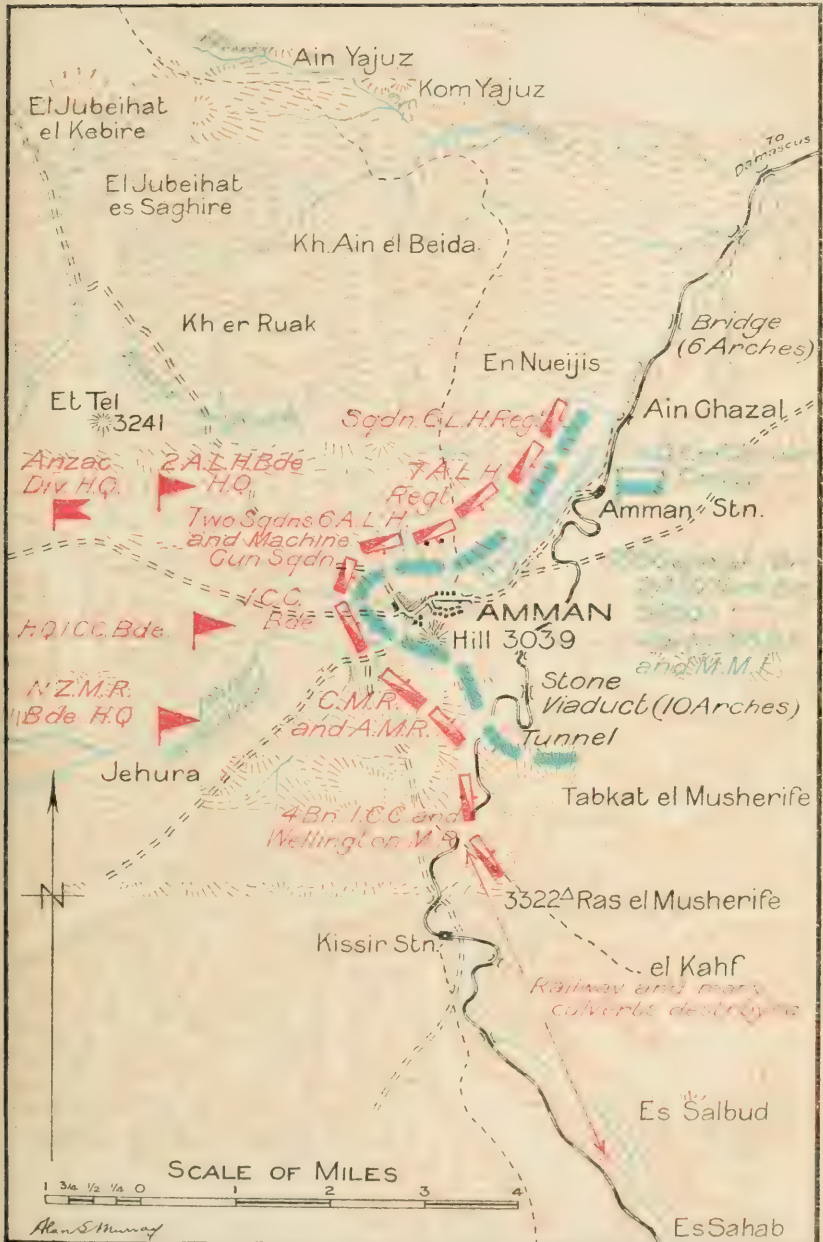 Ain Yajuz
Kom Yajuz
El Jubeihat
el Kebire
To
Damascus
El Jubeihat
es Saghire
Kh. Ain el Beida
Kh er Ruak
Bridge
(6 Arches)
En Nueijis
Et Tel
3241
Sqdn. 6 L.H. Regt.
Ain Ghazal
Anzac
Div. H.Q.
2 A.L.H. Bde
H.Q.
7 A.L.H.
Regt.
Amman Stn.
Two Sqdns 6 A.L.H.
and Machine
Gun Sqdn.
I.C.C.
Bde
AMMAN
Hill 3039
HQ I CC. Bde.
and M.M.F.
N.Z.M.R.
Bde H.Q
C.M.R.
and A.M.R.
Stone
Viaduct (10 Arches)
Tunnel
Jehura
Tabkat el Musherife
4 Bn. I.C.C and
Wellington M.R.
N
3322 Ras el Musherife
Kissir Stn.
el Kahf
Railway and many
culverts destroyed
Es Salbud
SCALE OF MILES
1 3/4 1/2 1/4 0 1 2 3 4
Alan S Murray
Es Sahab